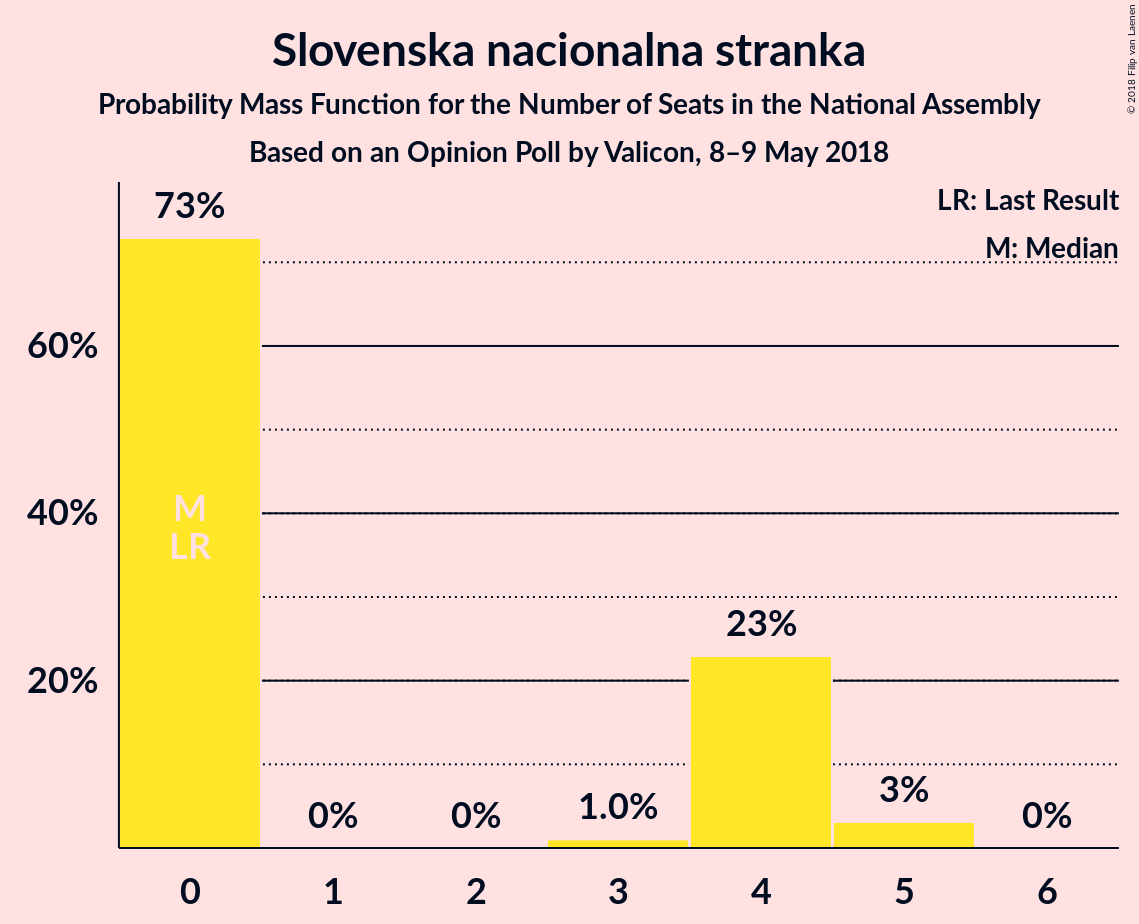 Slovenska nacionalna stranka
Probability Mass Function for the Number of Seats in the National Assembly
Based on an Opinion Poll by Valicon, 8–9 May 2018
© 2018 Filip van Laenen
LR: Last Result
M: Median
73%
60%
40%
20%
M
LR
0%
0%
1.0%
23%
3%
0%
0 1 2 3 4 5 6